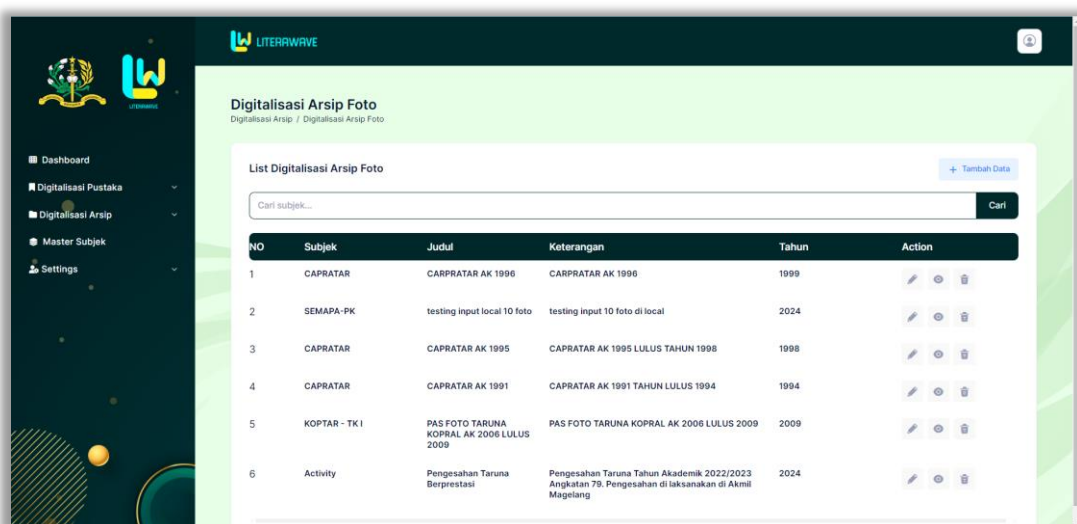 LITERAWAVE
LITERAWAVE
Digitalisasi Arsip Foto
Digitalisasi Arsip / Digitalisasi Arsip Foto
Dashboard
Digitalisasi Pustaka
Digitalisasi Arsip
Master Subjek
Settings
List Digitalisasi Arsip Foto
+ Tambah Data
Cari subjek...
Cari
NO Subjek Judul Keterangan Tahun Action
1 CAPRATAR CARPRATAR AK 1996 CARPRATAR AK 1996 1999
2 SEMAPA-PK testing input local 10 foto testing input 10 foto di local 2024
3 CAPRATAR CAPRATAR AK 1995 CAPRATAR AK 1995 LULUS TAHUN 1998 1998
4 CAPRATAR CAPRATAR AK 1991 CAPRATAR AK 1991 TAHUN LULUS 1994 1994
5 KOPTAR - TK I PAS FOTO TARUNA PAS FOTO TARUNA KOPRAL AK 2006 LULUS 2009 2009
KOPRAL AK 2006 LULUS
2009
6 Activity Pengesahan Taruna Pengesahan Taruna Tahun Akademik 2022/2023 2024
Berprestasi Angkatan 79. Pengesahan di laksanakan di Akmil
Magelang